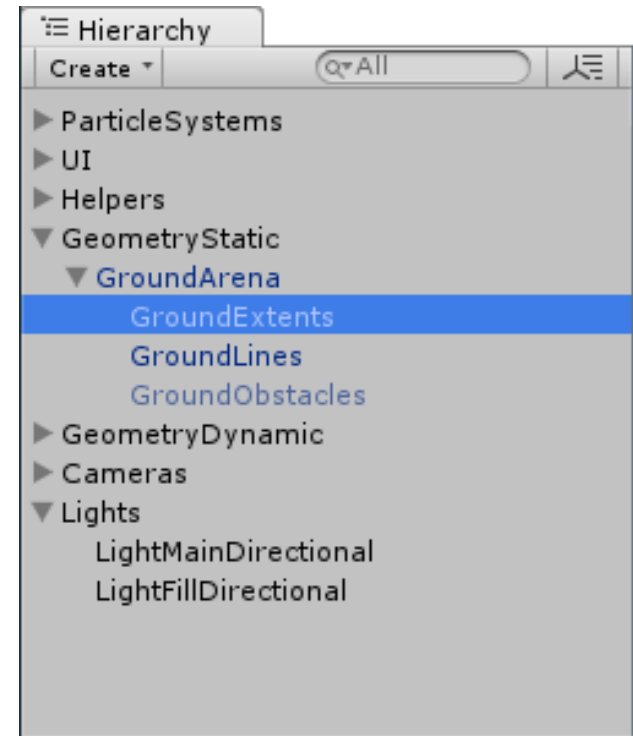 Hierarchy
Create All
ParticleSystems
UI
Helpers
GeometryStatic
GroundArena
GroundExtents
GroundLines
GroundObstacles
GeometryDynamic
Cameras
Lights
LightMainDirectional
LightFillDirectional